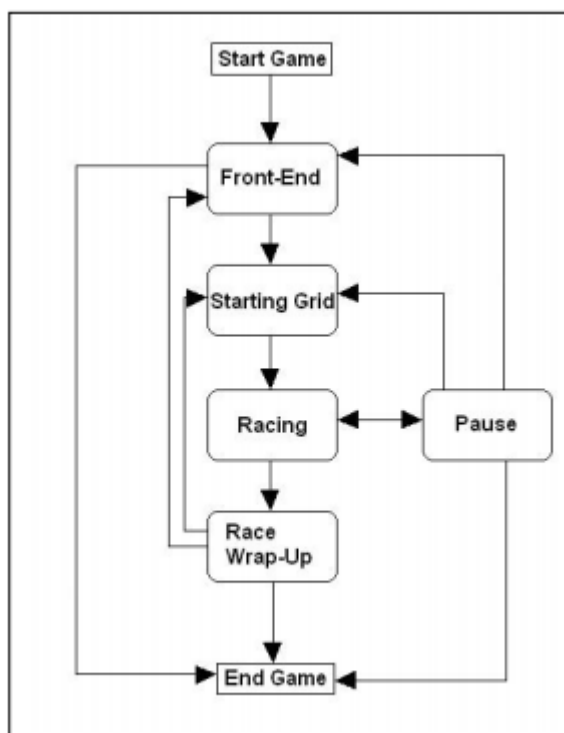 Start Game
Front-End
Starting Grid
Racing
Pause
Race
Wrap-Up
End Game